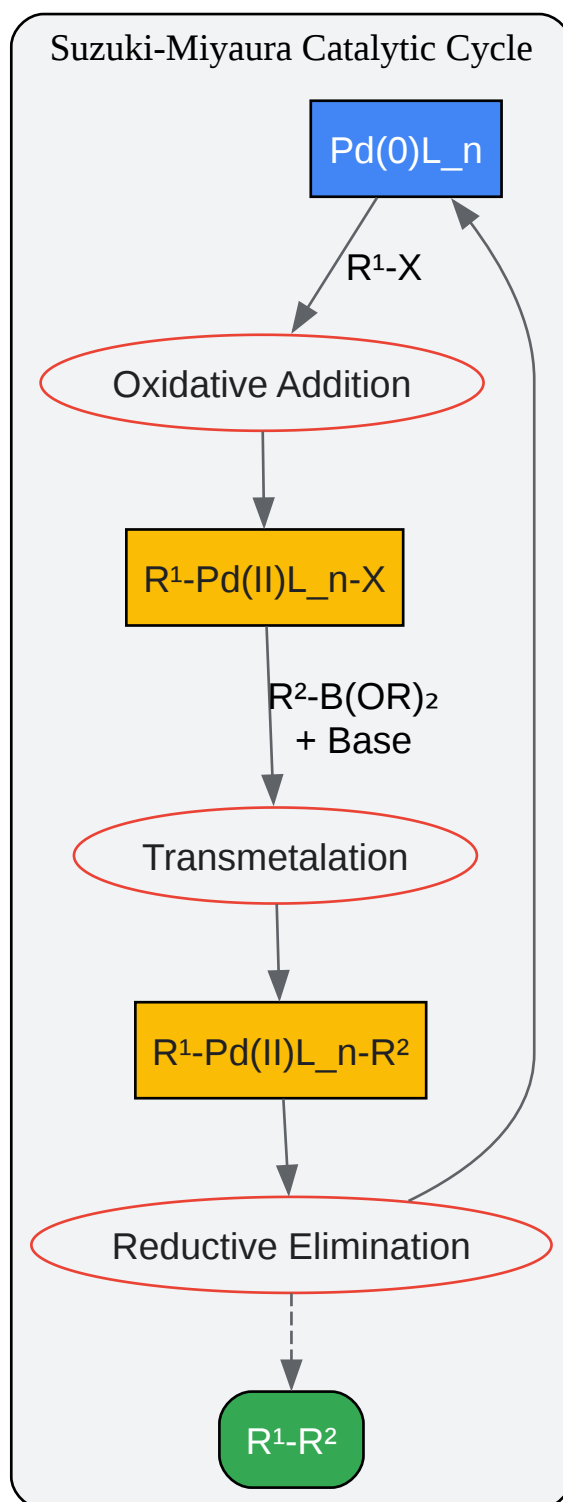 Suzuki-Miyaura Catalytic Cycle
Pd(0)L_n
R¹-X
Oxidative Addition
R¹-Pd(II)L_n-X
R²-B(OR)₂
+ Base
Transmetalation
R¹-Pd(II)L_n-R²
Reductive Elimination
R¹-R²